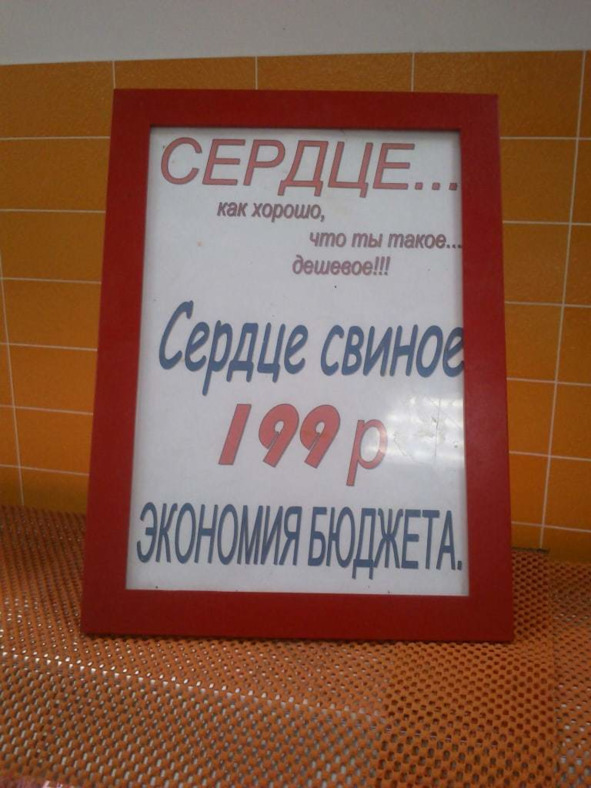 СЕРДЦЕ...
как хорошо,
что ты такое...
дешевое!!!
Сердце свиное
199 р
ЭКОНОМИЯ БЮДЖЕТА.